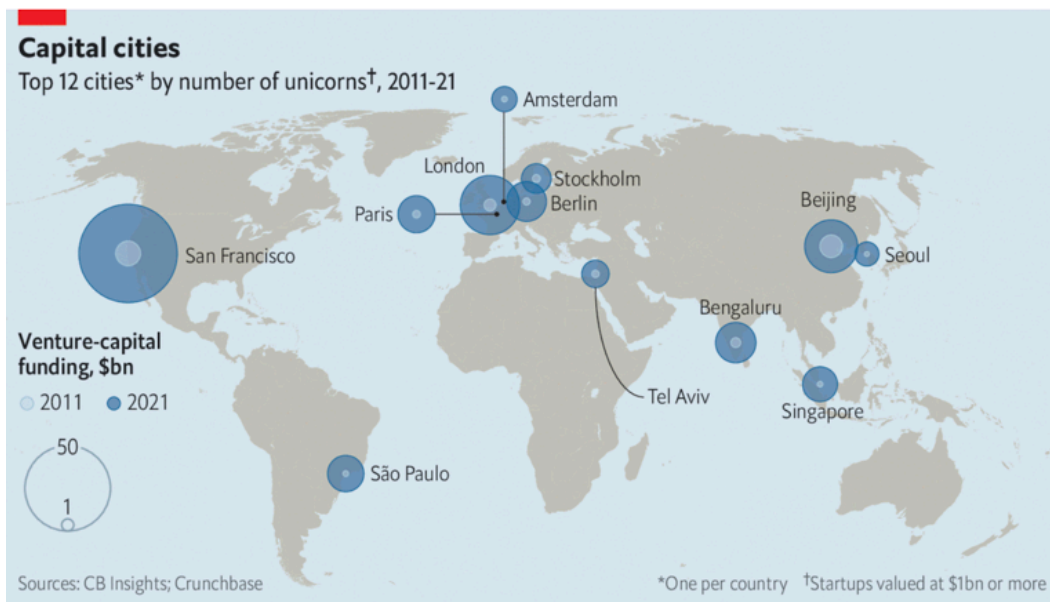 Capital cities
Top 12 cities* by number of unicorns†, 2011-21
Amsterdam
London
Stockholm
Paris
Berlin
Beijing
San Francisco
Seoul
Bengaluru
Venture-capital
funding, $bn
2011 2021
Tel Aviv
Singapore
50
São Paulo
1
Sources: CB Insights; Crunchbase
*One per country †Startups valued at $1bn or more